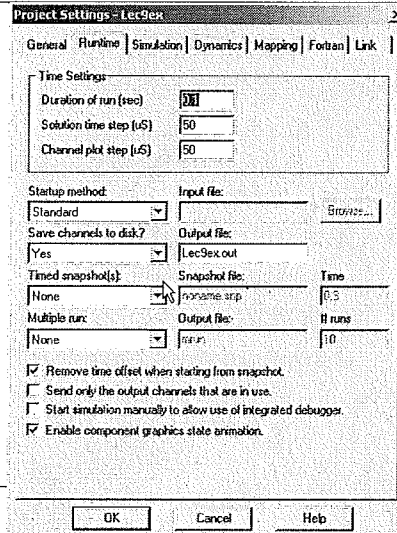 Project Settings - Lec9ex
General Runtime Simulation Dynamics Mapping Fortran Link
Time Settings
Duration of run (sec) 0.1
Solution time step (uS) 50
Channel plot step (uS) 50
Startup method: Input file:
Standard Browse...
Save channels to disk? Output file:
Yes Lec9ex.out
Timed snapshot(s): Snapshot file: Time
None noname.snp 0.3
Multiple run: Output file: # runs
None mrun 10
Remove time offset when starting from snapshot.
Send only the output channels that are in use.
Start simulation manually to allow use of integrated debugger.
Enable component graphics state animation.
OK Cancel Help